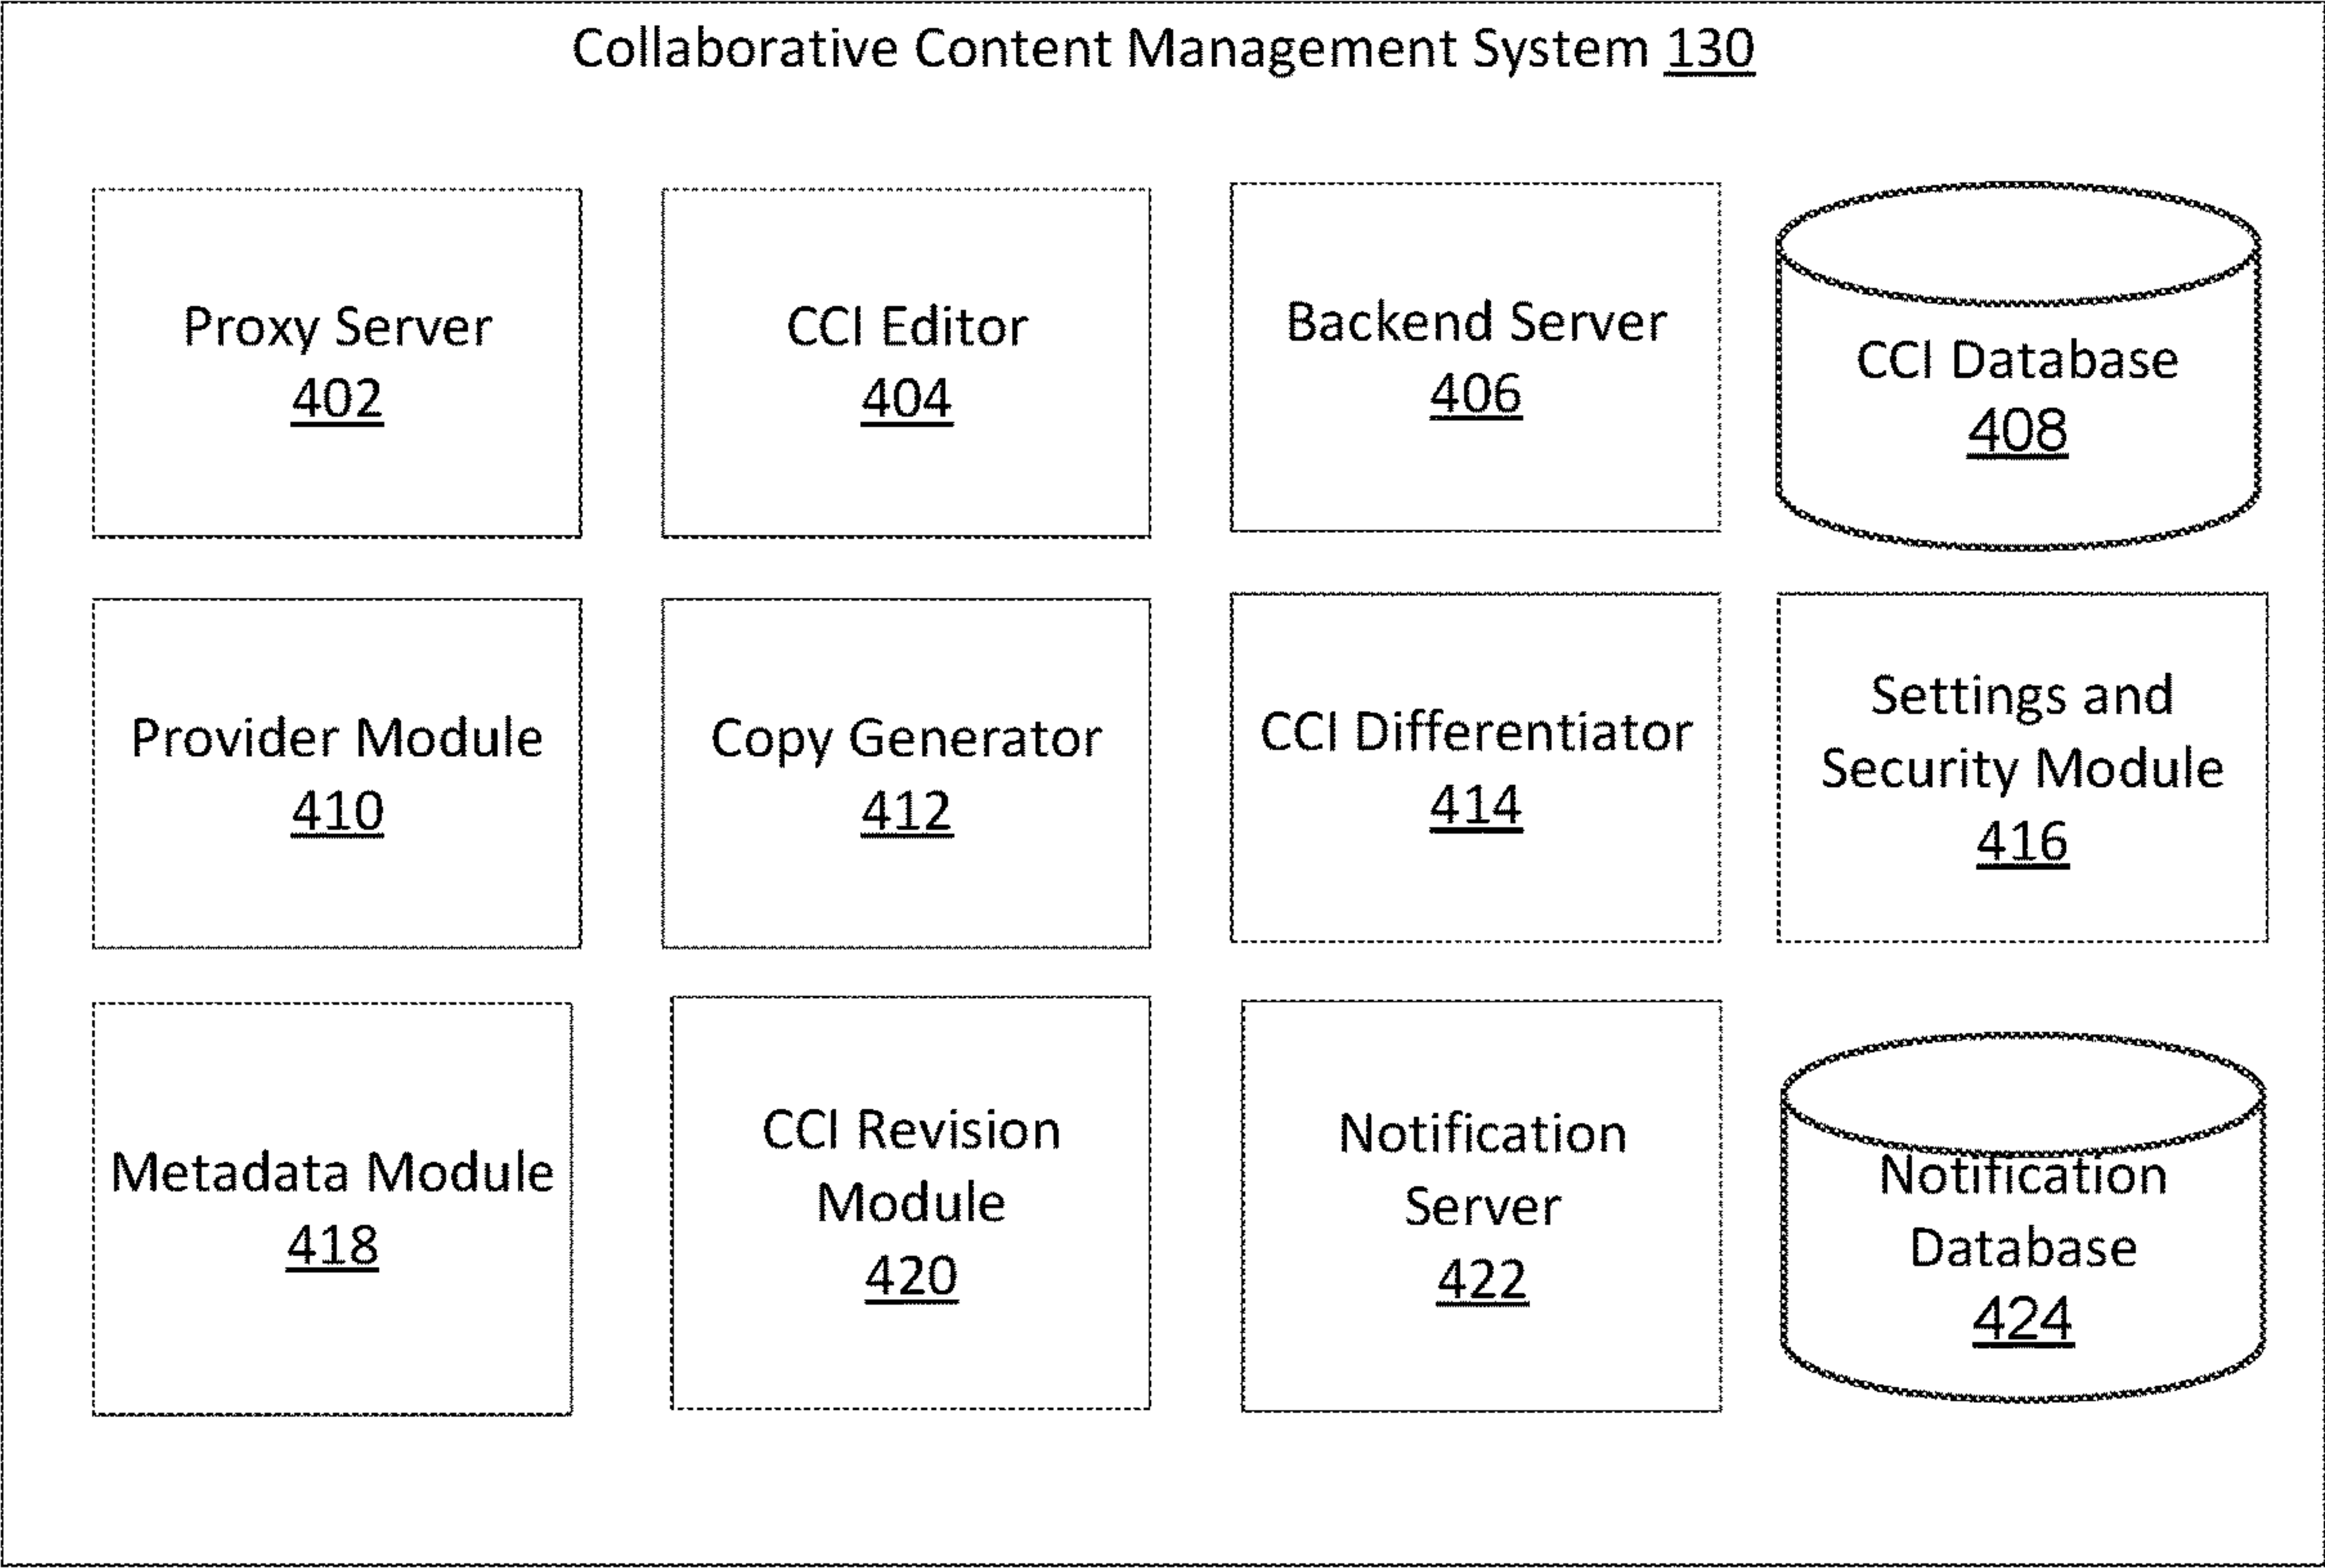 Collaborative Content Management System 130
Proxy Server
402
CCI Editor
404
Backend Server
406
CCI Database
408
Provider Module
410
Copy Generator
412
CCI Differentiator
414
Settings and
Security Module
416
Metadata Module
418
CCI Revision
Module
420
Notification
Server
422
Notification
Database
424